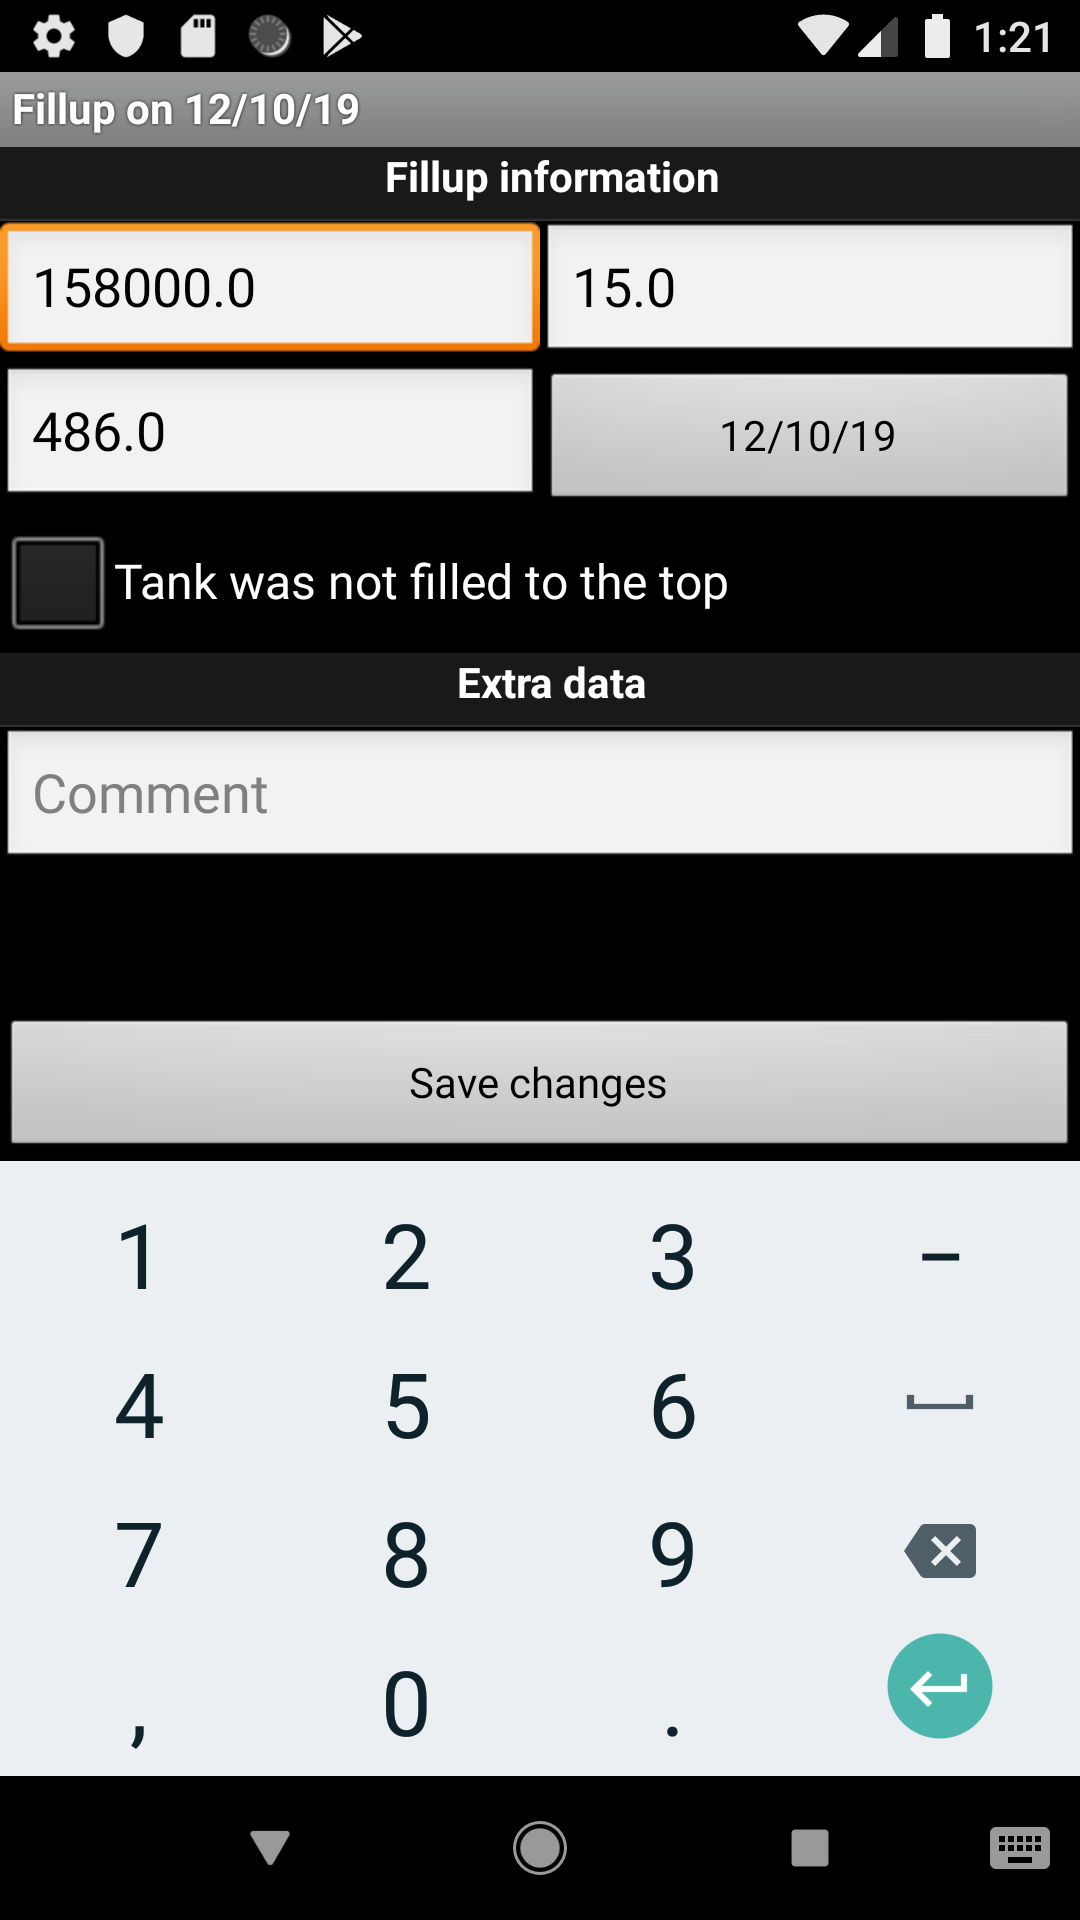 1:21
Fillup on 12/10/19
Fillup information
158000.0
15.0
486.0
12/10/19
Tank was not filled to the top
Extra data
Comment
Save changes
1 2 3 –
4 5 6
7 8 9
, 0 .